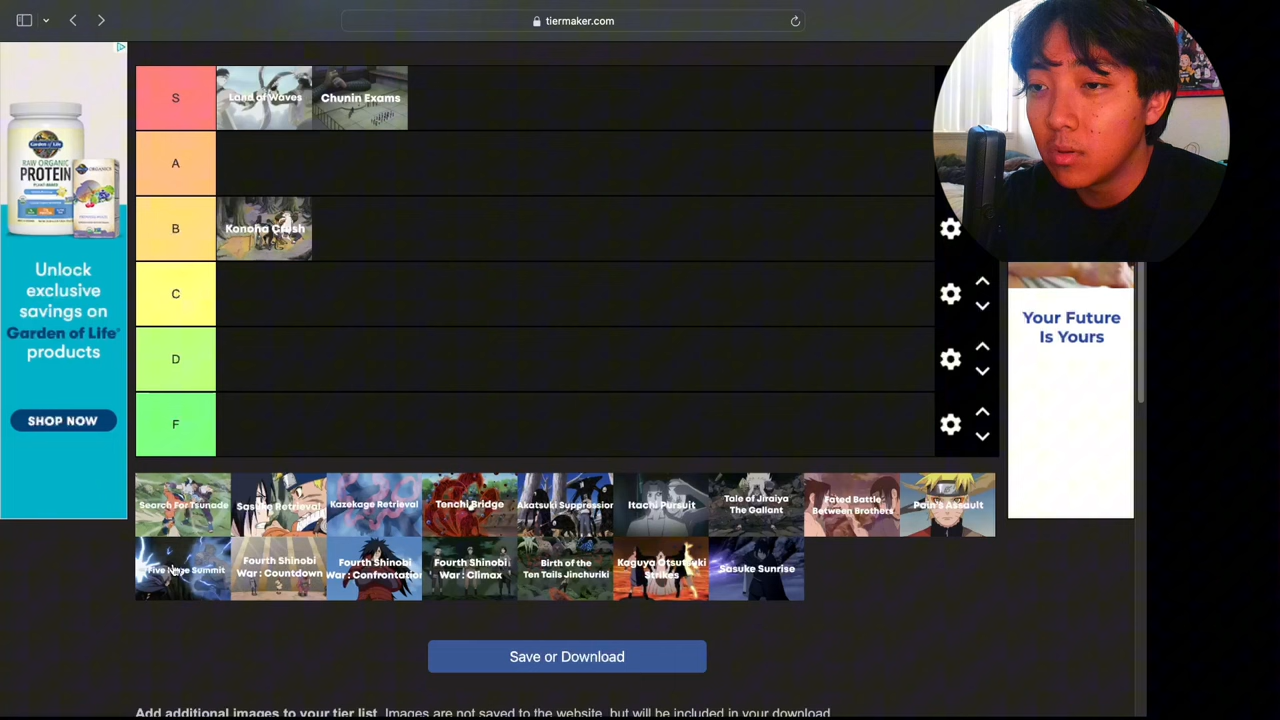 tiermaker.com
S
Land of Waves
Chunin Exams
A
B
Konoha Crush
C
D
F
Search For Tsunade
Sasuke Retrieval
Kazekage Retrieval
Tenchi Bridge
Akatsuki Suppression
Itachi Pursuit
Tale of Jiraiya
The Gallant
Fated Battle
Between Brothers
Pain's Assault
Five Kage Summit
Fourth Shinobi
War : Countdown
Fourth Shinobi
War : Confrontation
Fourth Shinobi
War : Climax
Birth of the
Ten Tails Jinchuriki
Kaguya Otsutsuki
Strikes
Sasuke Sunrise
Save or Download
Add additional images to your tier list. Images are not saved to the website, but will be included in your download
Garden of Life
RAW ORGANIC
PROTEIN
Unlock
exclusive
savings on
Garden of Life®
products
SHOP NOW
Your Future
Is Yours